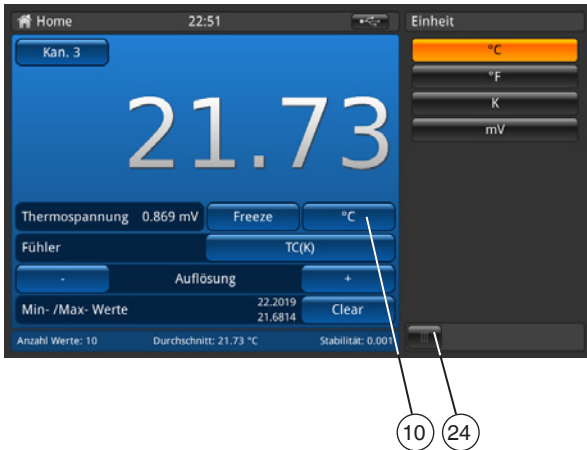 Home 22:51 Einheit
Kan. 3
21.73
Thermospannung 0.869 mV Freeze °C
Fühler TC(K)
- Auflösung +
Min- /Max- Werte 22.2019 21.6814 Clear
Anzahl Werte: 10 Durchschnitt: 21.73 °C Stabilität: 0.001
°C
°F
K
mV
10 24